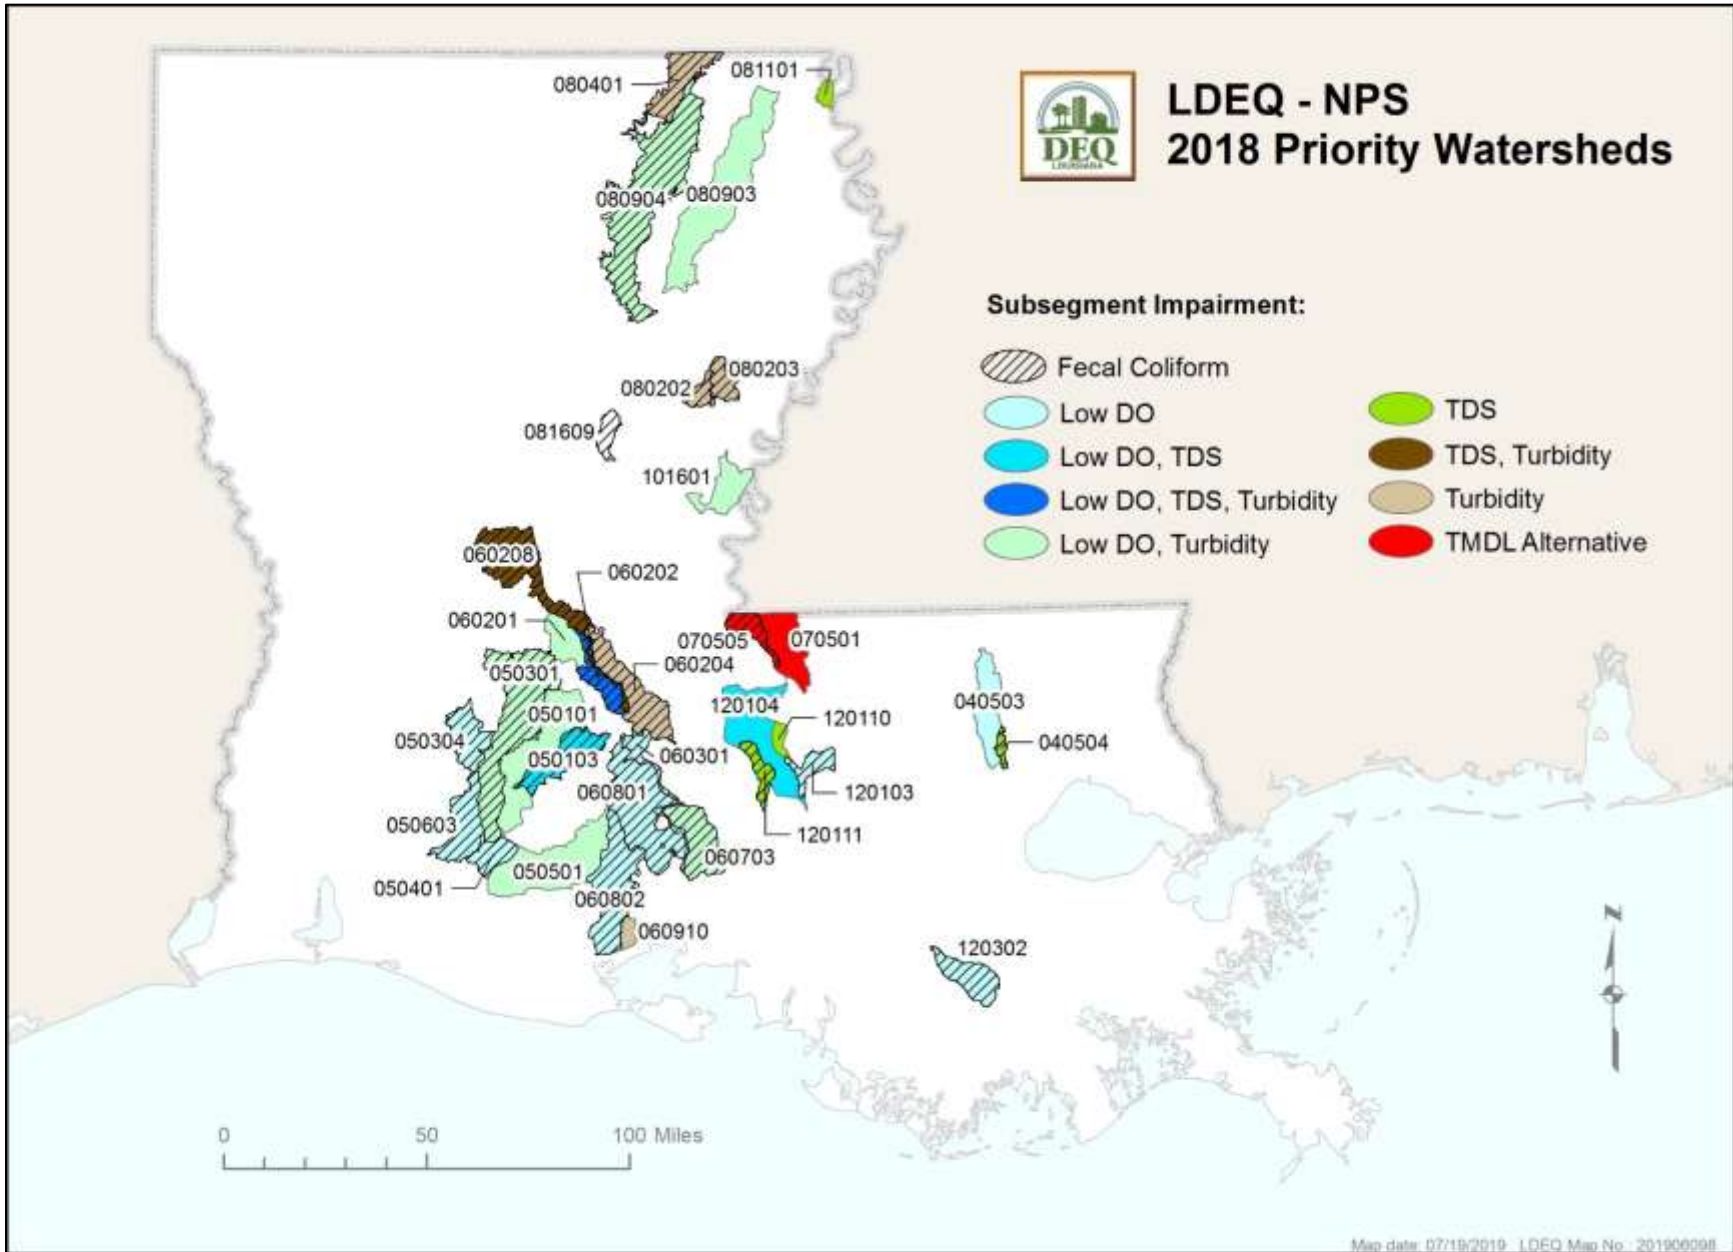 LDEQ - NPS
2018 Priority Watersheds
DEQ
LOUISIANA
Subsegment Impairment:
Fecal Coliform
Low DO
Low DO, TDS
Low DO, TDS, Turbidity
Low DO, Turbidity
TDS
TDS, Turbidity
Turbidity
TMDL Alternative
081101
080401
080904
080903
080203
080202
081609
101601
060208
060202
060201
070505
070501
060204
050301
040503
120104
050101
120110
050304
040504
050103
060301
060801
120103
050603
120111
060703
050501
050401
060802
060910
120302
N
0
50
100 Miles
Map date: 07/19/2019 LDEQ Map No.: 201906098